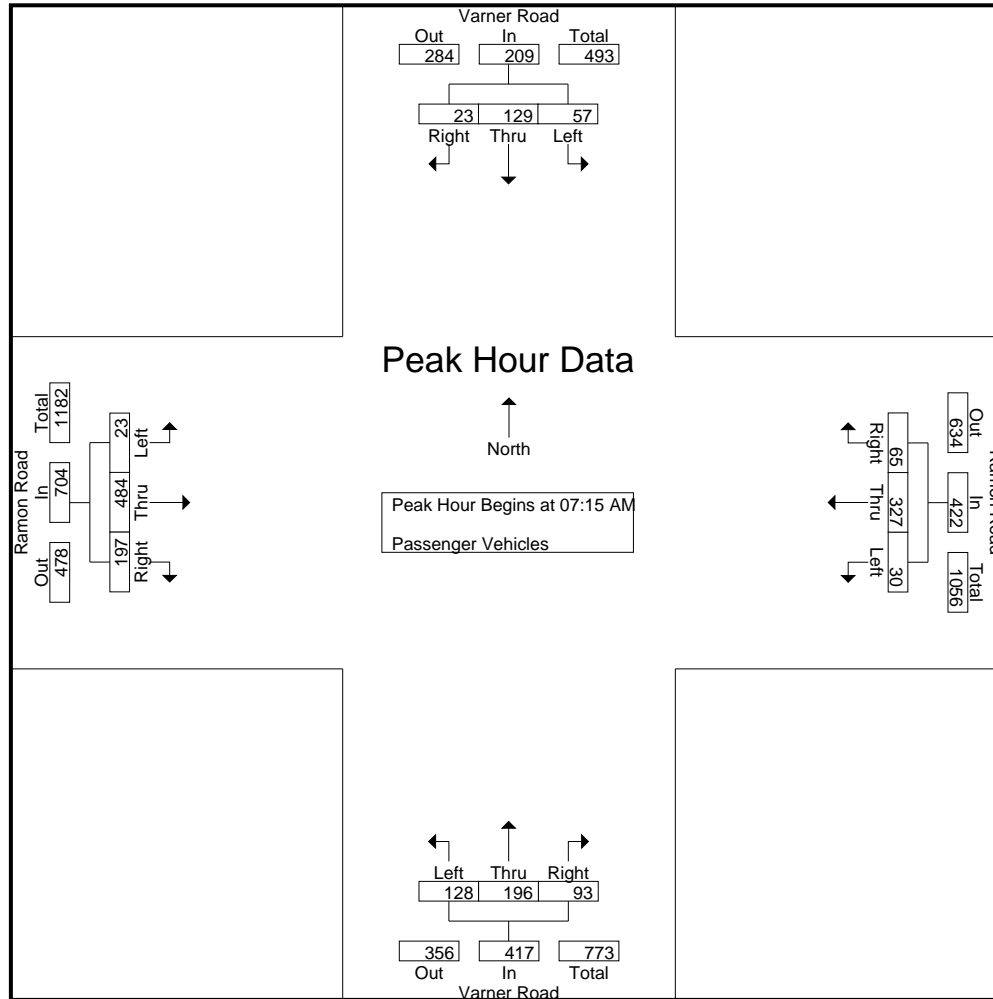 Varner Road
Out In Total
284 209 493
23 129 57
Right Thru Left
Peak Hour Data
North
Peak Hour Begins at 07:15 AM
Passenger Vehicles
Ramon Road
Total In Out
1182 704 478
23 484 197
Left Thru Right
Right Thru Left
65 327 30
Out In Total
634 422 1056
Ramon Road
Left Thru Right
128 196 93
356 417 773
Out In Total
Varner Road